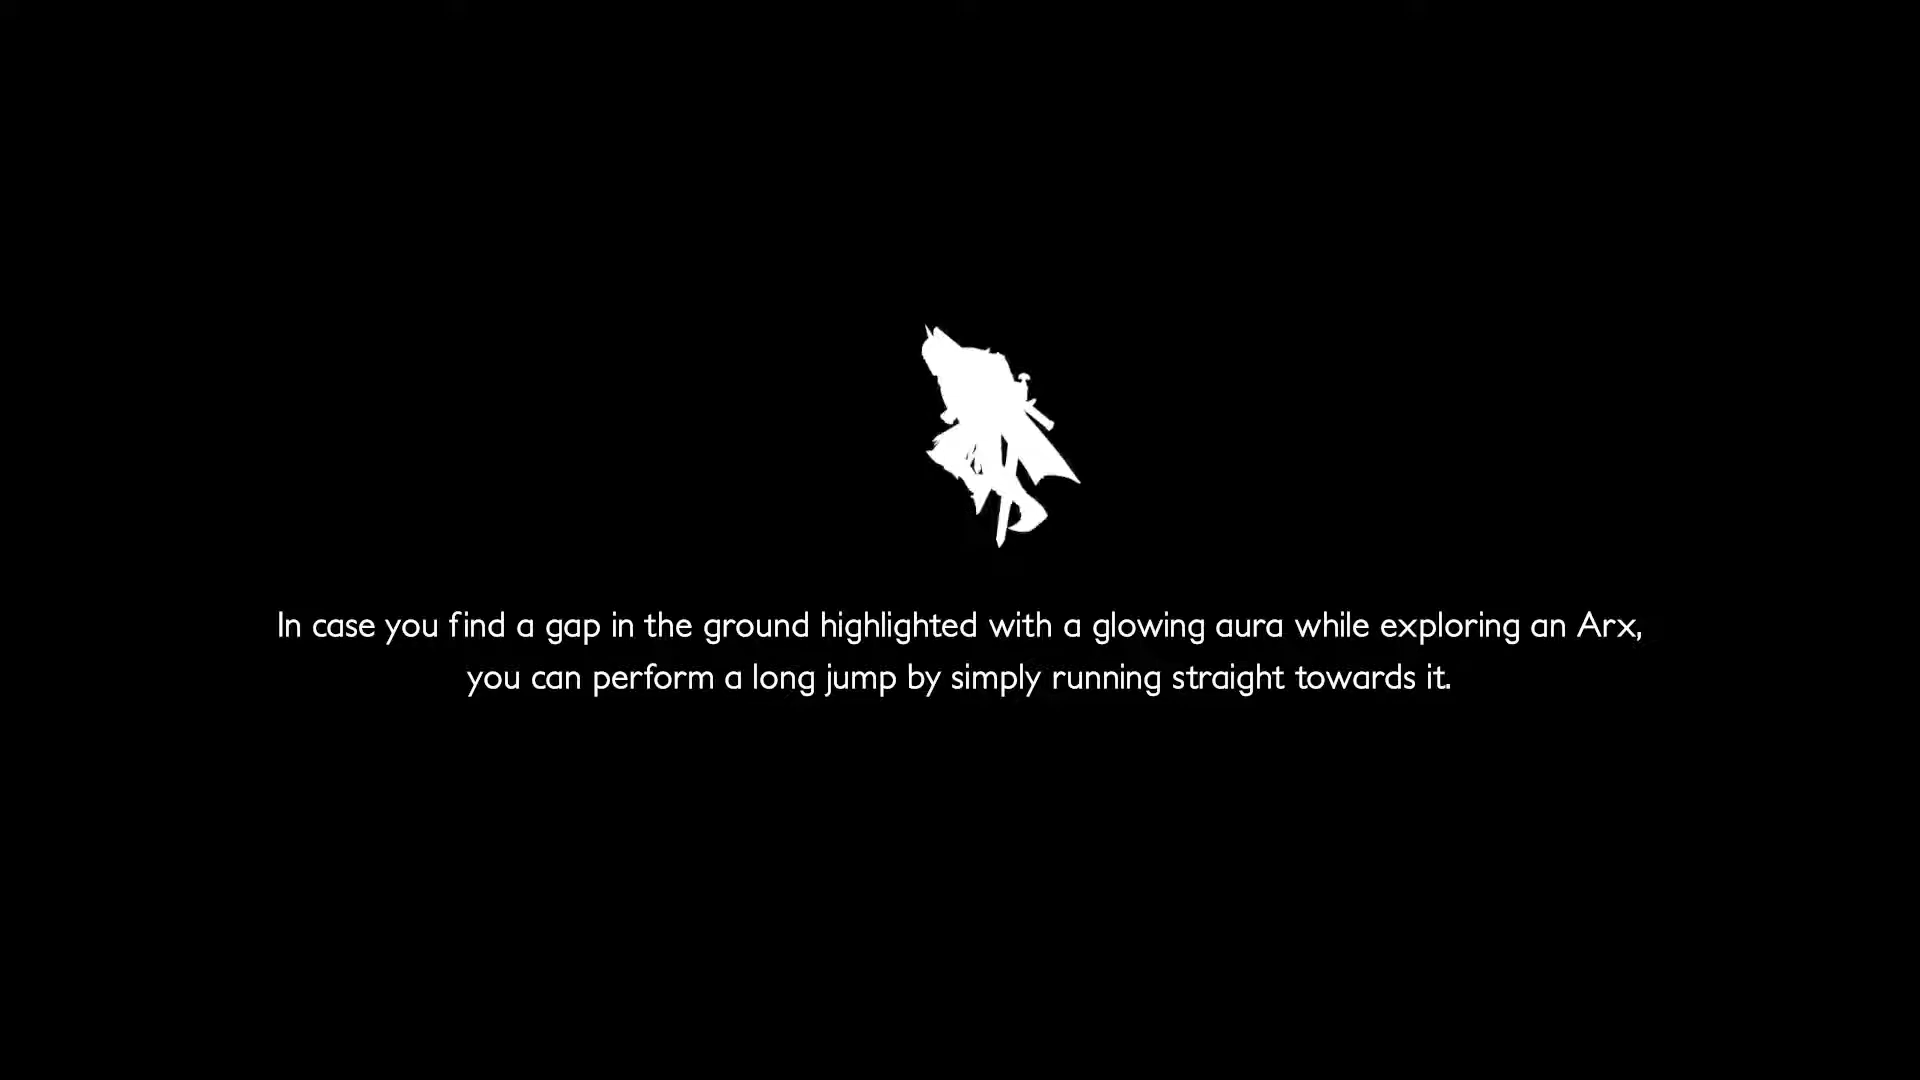 In case you find a gap in the ground highlighted with a glowing aura while exploring an Arx,
you can perform a long jump by simply running straight towards it.